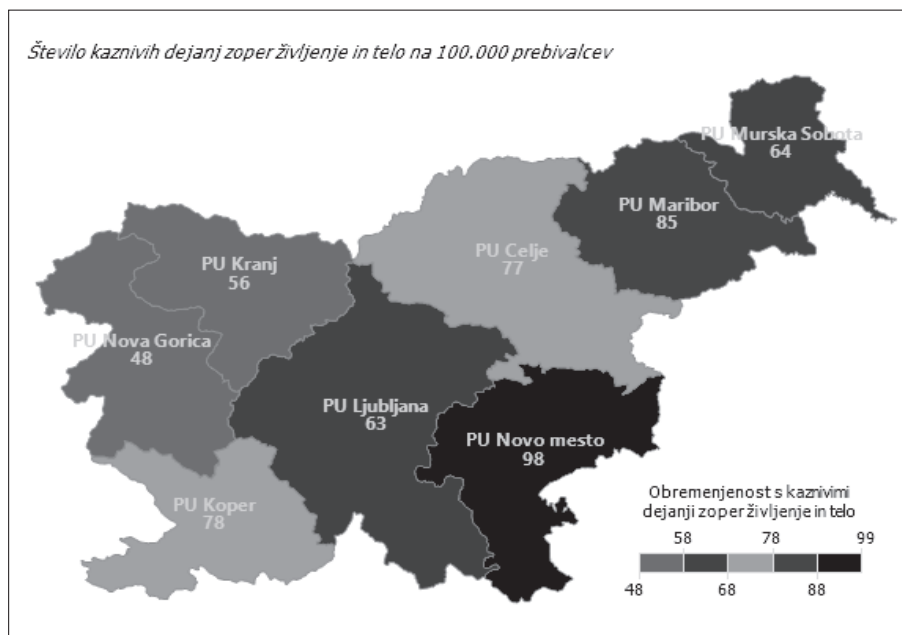 Število kaznivih dejanj zoper življenje in telo na 100.000 prebivalcev
PU Murska Sobota
64
PU Maribor
85
PU Celje
77
PU Kranj
56
PU Nova Gorica
48
PU Ljubljana
63
PU Novo mesto
98
PU Koper
78
Obremenjenost s kaznivimi
dejanji zoper življenje in telo
58 78 99
48 68 88